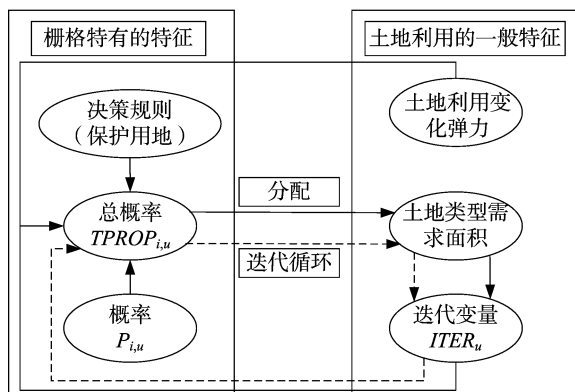 栅格特有的特征
土地利用的一般特征
决策规则
（保护用地）
土地利用变
化弹力
分配
总概率
TPROP_{i,u}
土地类型需
求面积
迭代循环
概率
P_{i,u}
迭代变量
ITER_u